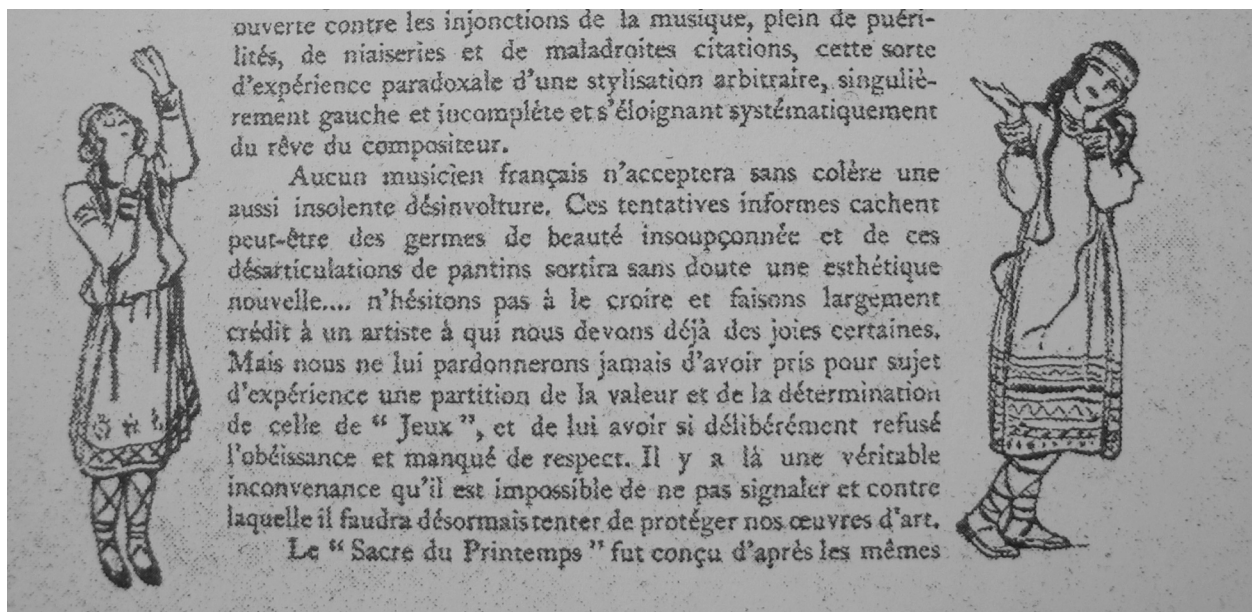 ouverte contre les injonctions de la musique, plein de puéri-
lités, de niaiseries et de maladroites citations, cette sorte
d'expérience paradoxale d'une stylisation arbitraire, singuliè-
rement gauche et incomplète et s'éloignant systématiquement
du rêve du compositeur.
Aucun musicien français n'acceptera sans colère une
aussi insolente désinvolture. Ces tentatives informes cachent
peut-être des germes de beauté insoupçonnée et de ces
désarticulations de pantins sortira sans doute une esthétique
nouvelle.... n'hésitons pas à le croire et faisons largement
crédit à un artiste à qui nous devons déjà des joies certaines.
Mais nous ne lui pardonnerons jamais d'avoir pris pour sujet
d'expérience une partition de la valeur et de la détermination
de celle de “ Jeux ”, et de lui avoir si délibérément refusé
l'obéissance et manqué de respect. Il y a là une véritable
inconvenance qu'il est impossible de ne pas signaler et contre
laquelle il faudra désormais tenter de protéger nos œuvres d'art.
Le “ Sacre du Printemps ” fut conçu d'après les mêmes